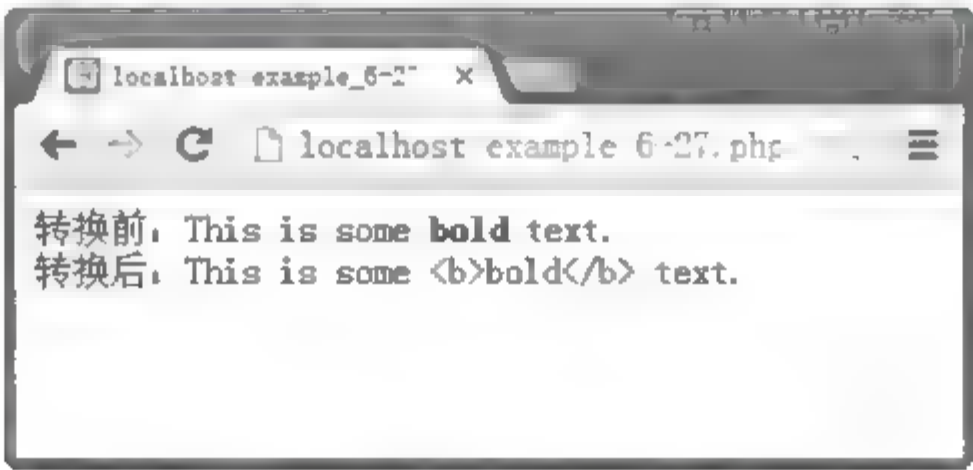 localhost example_6-27
localhost example 6-27.php
转换前：This is some bold text.
转换后：This is some <b>bold</b> text.